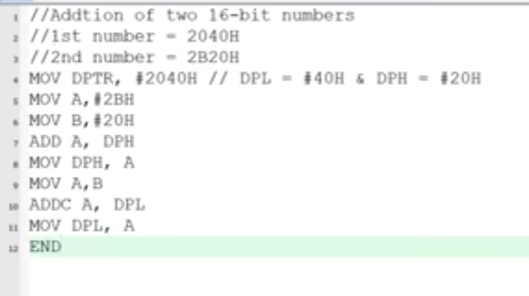 1 //Addtion of two 16-bit numbers
2 //1st number = 2040H
3 //2nd number = 2B20H
4 MOV DPTR, #2040H // DPL = #40H & DPH = #20H
5 MOV A,#2BH
6 MOV B,#20H
7 ADD A, DPH
8 MOV DPH, A
9 MOV A,B
10 ADDC A, DPL
11 MOV DPL, A
12 END